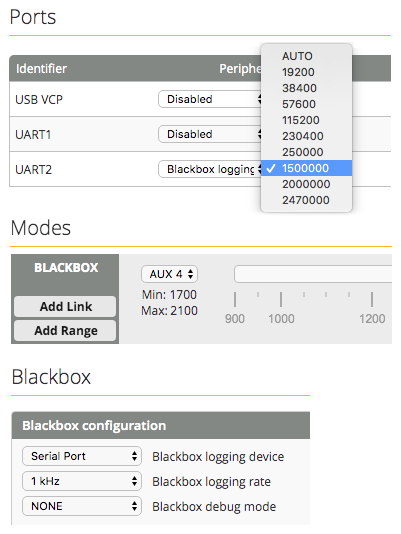 Ports
Identifier Periphe
USB VCP Disabled
UART1 Disabled
UART2 Blackbox logging
AUTO
19200
38400
57600
115200
230400
250000
✓ 1500000
2000000
2470000
Modes
BLACKBOX AUX 4
Min: 1700
Add Link
Max: 2100
Add Range
900 1000 1200
Blackbox
Blackbox configuration
Serial Port Blackbox logging device
1 kHz Blackbox logging rate
NONE Blackbox debug mode